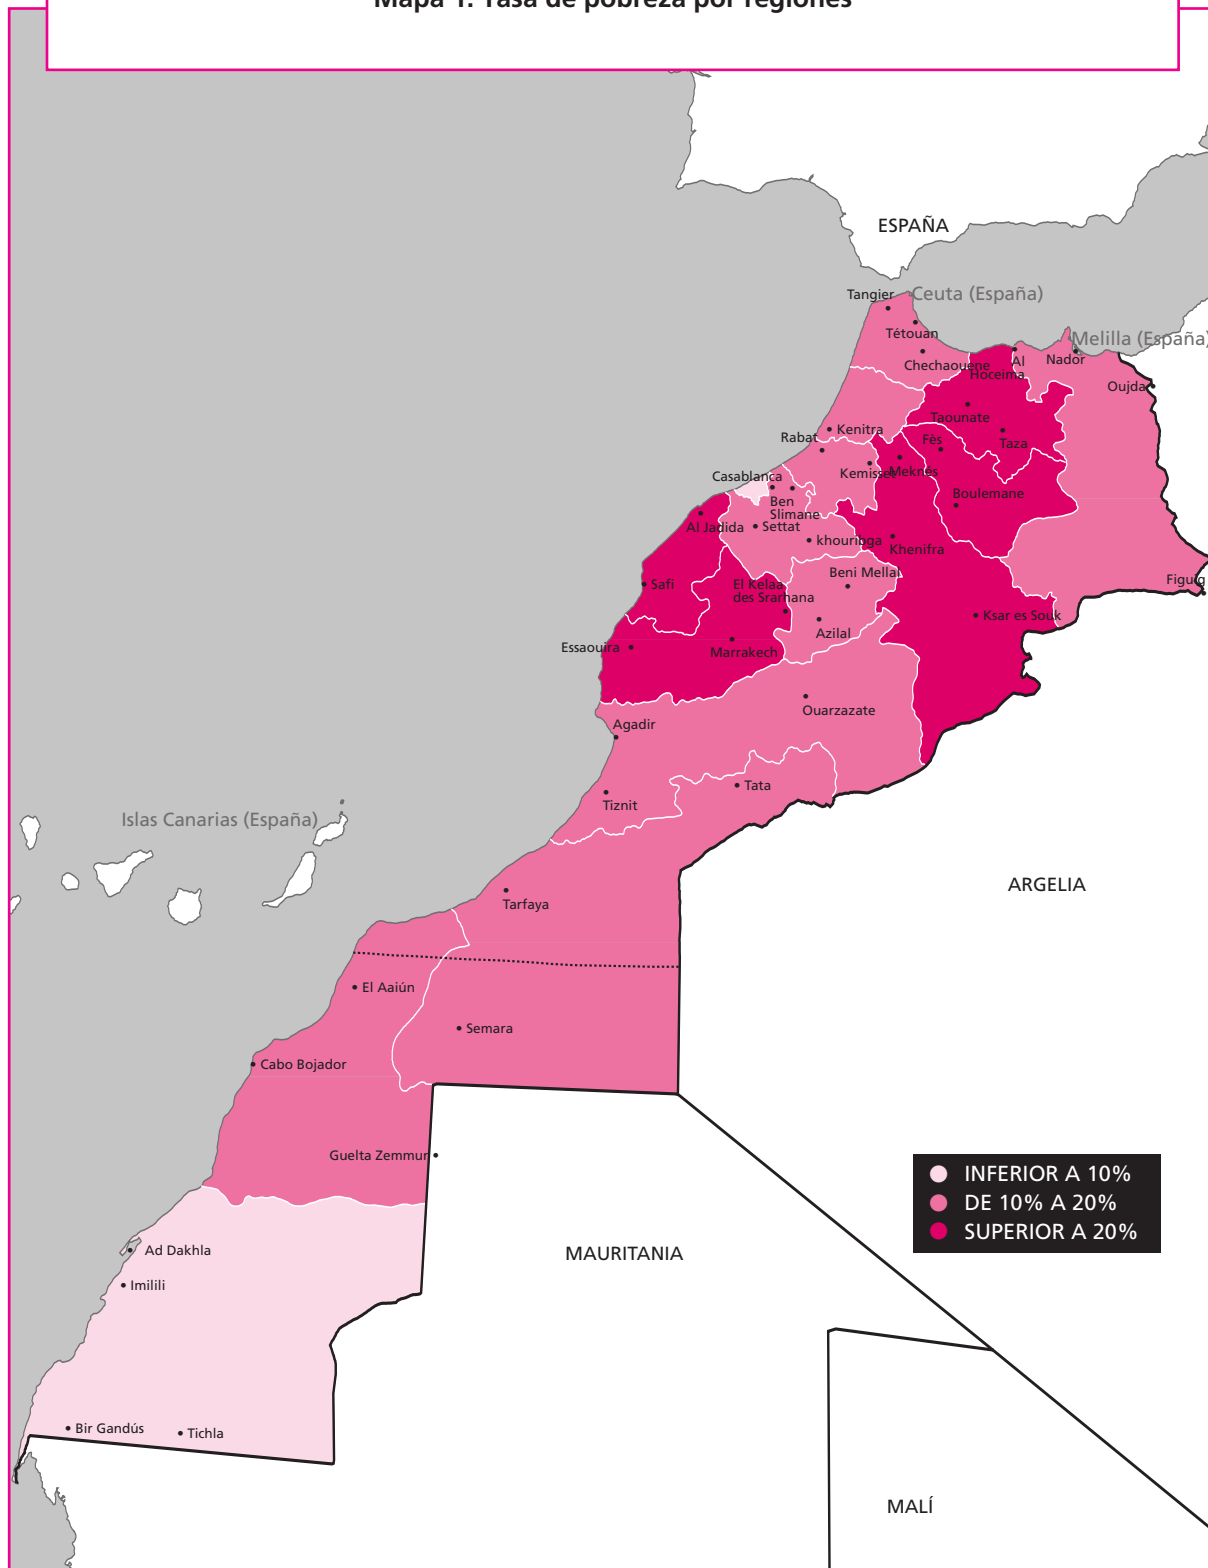 Mapa 1. Tasa de pobreza por regiones
ESPAÑA
Tangier
Ceuta (España)
Tétouan
Melilla (España)
Chechaouene
Al
Hoceima
Nador
Oujda
Taounate
Kenitra
Rabat
Fès
Taza
Casablanca
Kemisset
Meknés
Boulemane
Ben
Slimane
Al Jadida
Settat
khouribga
Khenifra
Beni Mellal
Figuig
Safi
El Kelaa
des Srarhana
Ksar es Souk
Azilal
Essaouira
Marrakech
Ouarzazate
Agadir
Tata
Tiznit
Islas Canarias (España)
ARGELIA
Tarfaya
El Aaiún
Semara
Cabo Bojador
Guelta Zemmur
INFERIOR A 10%
DE 10% A 20%
SUPERIOR A 20%
Ad Dakhla
MAURITANIA
Imilili
Bir Gandús
Tichla
MALÍ